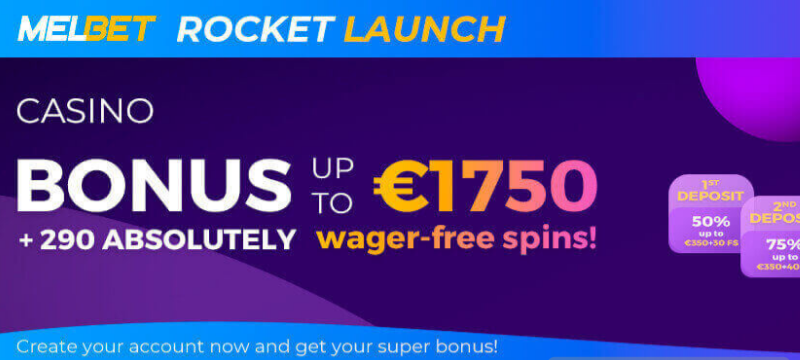 MELBET ROCKET LAUNCH
CASINO
BONUS UP TO €1750
+ 290 ABSOLUTELY wager-free spins!
1ST DEPOSIT
50%
up to
€350+30 FS
2ND
75%
up to
Create your account now and get your super bonus!